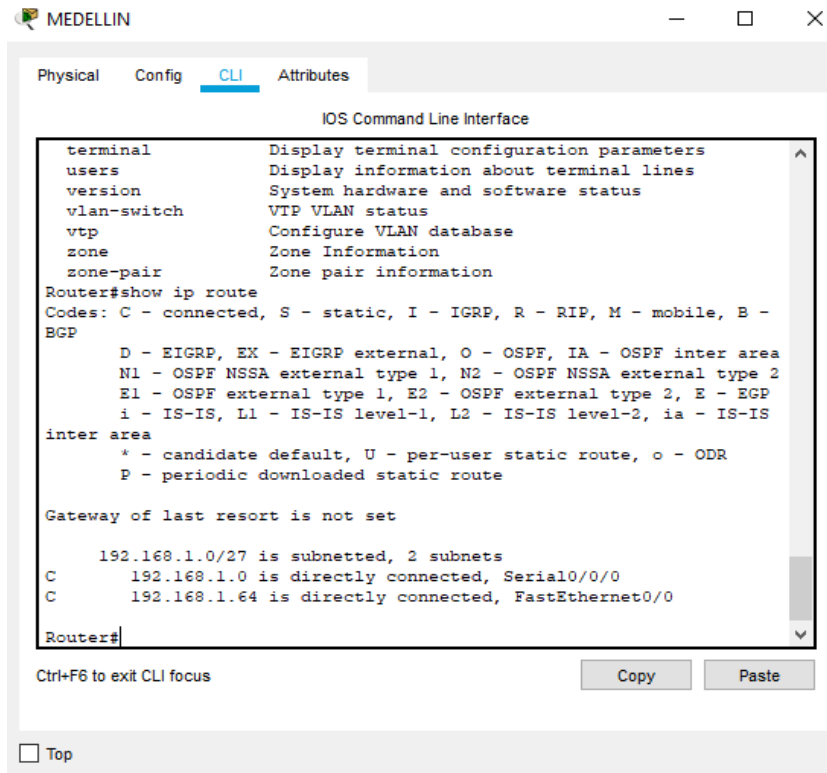 MEDELLIN
Physical Config CLI Attributes
IOS Command Line Interface
terminal Display terminal configuration parameters
users Display information about terminal lines
version System hardware and software status
vlan-switch VTP VLAN status
vtp Configure VLAN database
zone Zone Information
zone-pair Zone pair information
Router#show ip route
Codes: C - connected, S - static, I - IGRP, R - RIP, M - mobile, B -
BGP
D - EIGRP, EX - EIGRP external, O - OSPF, IA - OSPF inter area
N1 - OSPF NSSA external type 1, N2 - OSPF NSSA external type 2
E1 - OSPF external type 1, E2 - OSPF external type 2, E - EGP
i - IS-IS, L1 - IS-IS level-1, L2 - IS-IS level-2, ia - IS-IS
inter area
* - candidate default, U - per-user static route, o - ODR
P - periodic downloaded static route
Gateway of last resort is not set
192.168.1.0/27 is subnetted, 2 subnets
C 192.168.1.0 is directly connected, Serial0/0/0
C 192.168.1.64 is directly connected, FastEthernet0/0
Router#
Ctrl+F6 to exit CLI focus
Copy Paste
Top